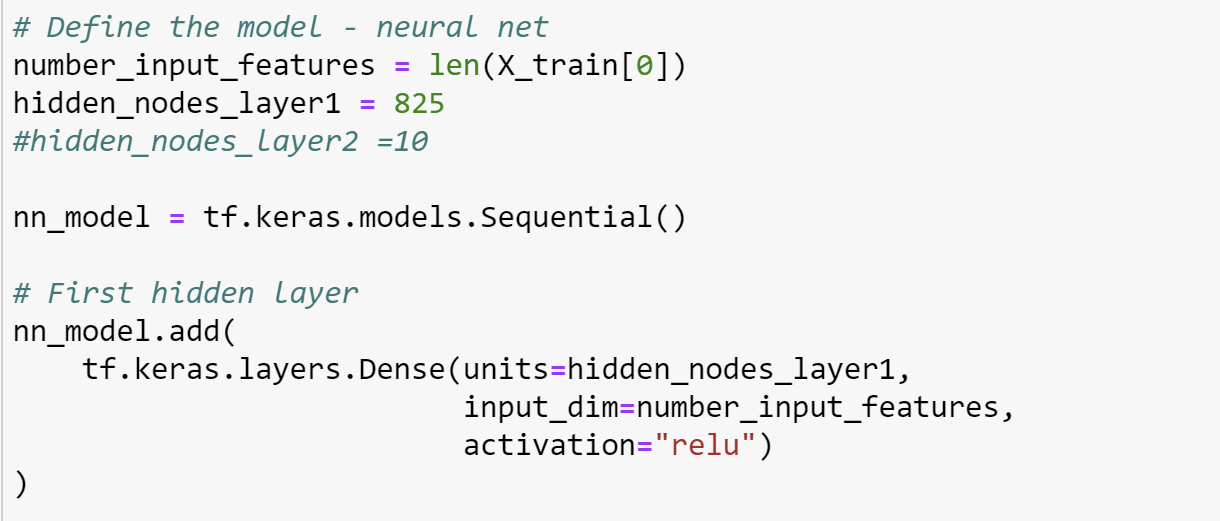 # Define the model - neural net
number_input_features = len(X_train[0])
hidden_nodes_layer1 = 825
#hidden_nodes_layer2 =10
nn_model = tf.keras.models.Sequential()
# First hidden layer
nn_model.add(
    tf.keras.layers.Dense(units=hidden_nodes_layer1,
                          input_dim=number_input_features,
                          activation="relu")
)